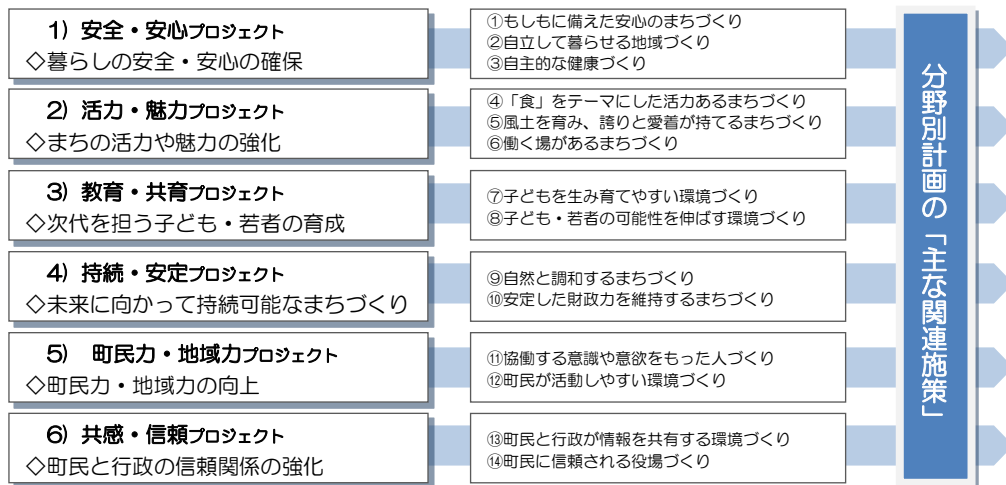 1) 安全・安心プロジェクト
◇暮らしの安全・安心の確保
①もしもに備えた安心のまちづくり
②自立して暮らせる地域づくり
③自主的な健康づくり
2) 活力・魅力プロジェクト
◇まちの活力や魅力の強化
④「食」をテーマにした活力あるまちづくり
⑤風土を育み、誇りと愛着が持てるまちづくり
⑥働く場があるまちづくり
3) 教育・共育プロジェクト
◇次代を担う子ども・若者の育成
⑦子どもを生み育てやすい環境づくり
⑧子ども・若者の可能性を伸ばす環境づくり
4) 持続・安定プロジェクト
◇未来に向かって持続可能なまちづくり
⑨自然と調和するまちづくり
⑩安定した財政力を維持するまちづくり
5) 町民力・地域力プロジェクト
◇町民力・地域力の向上
⑪協働する意識や意欲をもった人づくり
⑫町民が活動しやすい環境づくり
6) 共感・信頼プロジェクト
◇町民と行政の信頼関係の強化
⑬町民と行政が情報を共有する環境づくり
⑭町民に信頼される役場づくり
分野別計画の「主な関連施策」